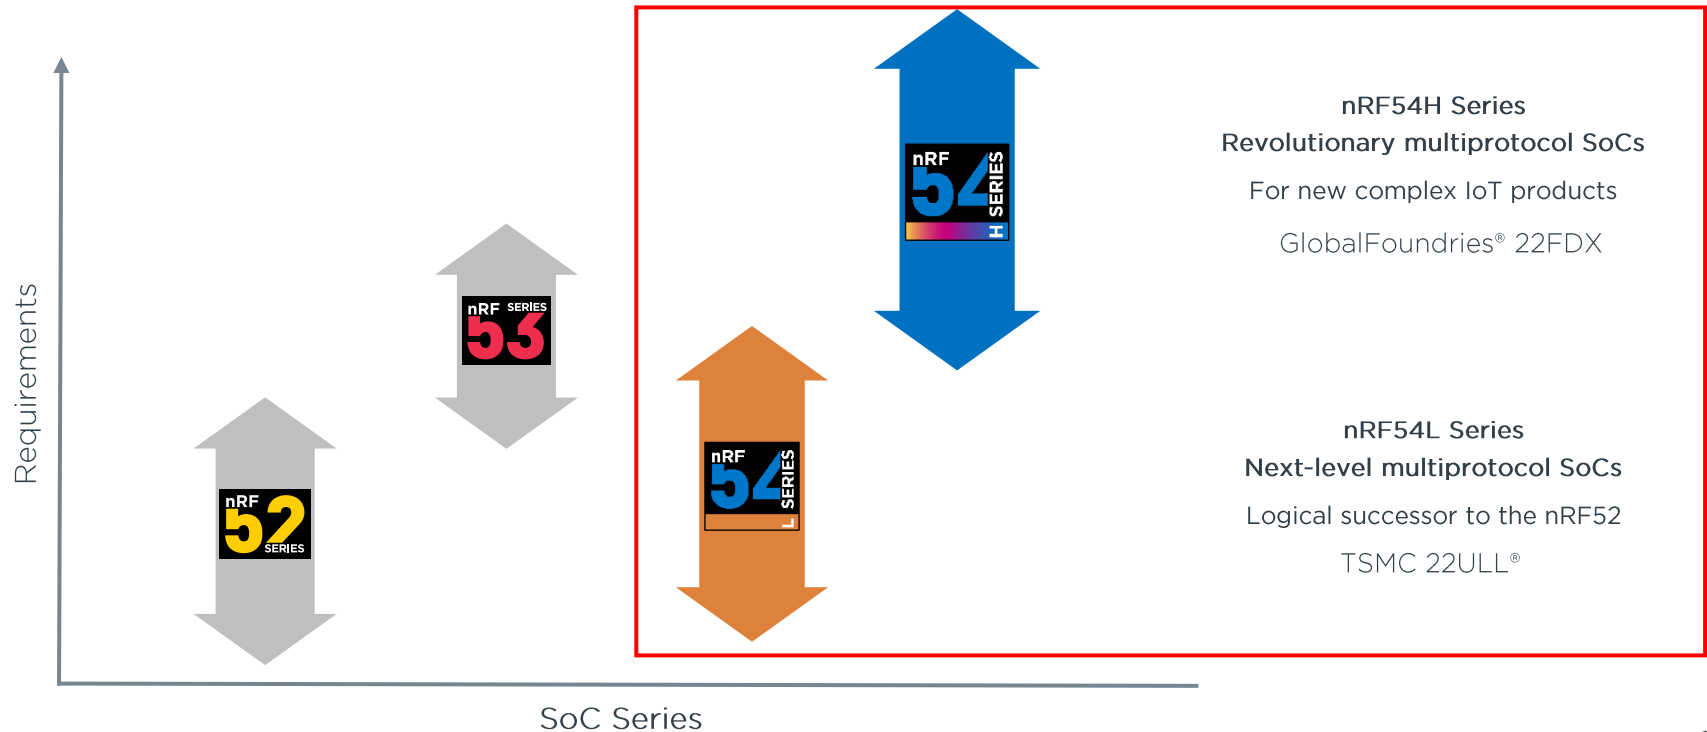 Requirements
nRF
52
SERIES
nRF SERIES
53
nRF
54
L SERIES
nRF
54
H SERIES
nRF54H Series
Revolutionary multiprotocol SoCs
For new complex IoT products
GlobalFoundries® 22FDX
nRF54L Series
Next-level multiprotocol SoCs
Logical successor to the nRF52
TSMC 22ULL®
SoC Series